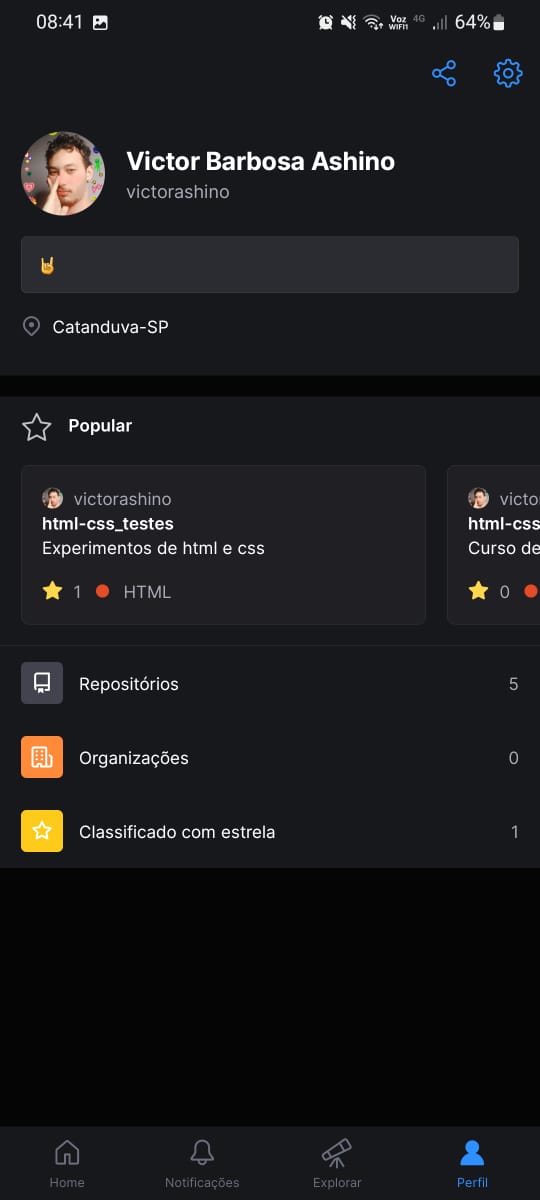 08:41
Voz
WIFI1
4G
64%
Victor Barbosa Ashino
victorashino
Catanduva-SP
Popular
victorashino
html-css_testes
Experimentos de html e css
1 HTML
victo
html-css
Curso de
0
Repositórios 5
Organizações 0
Classificado com estrela 1
Home
Notificações
Explorar
Perfil